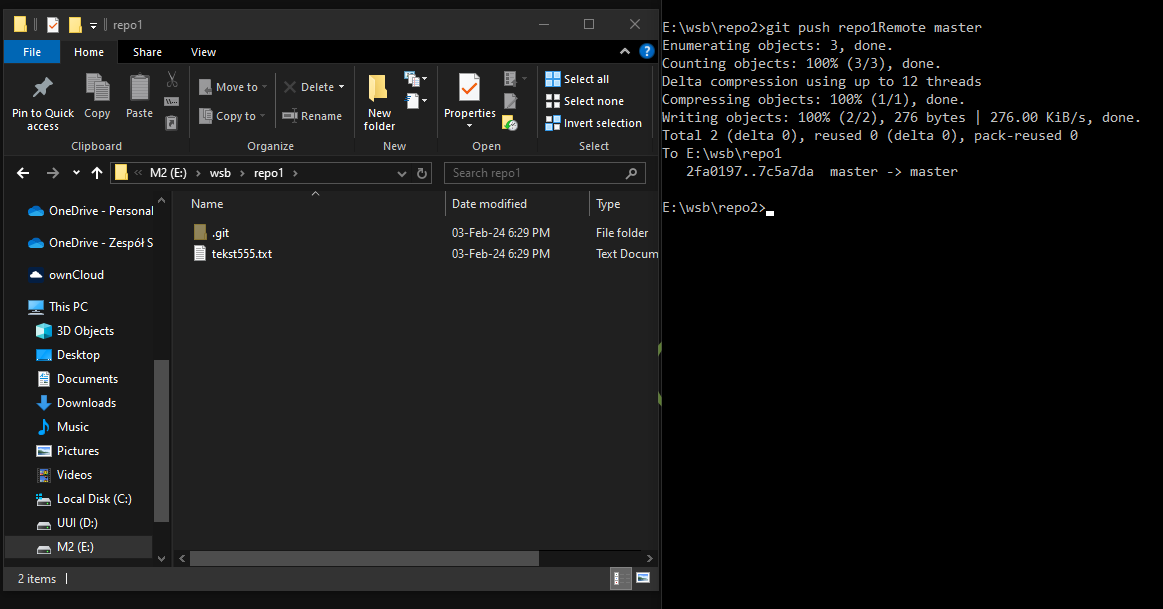 repo1
File
Home
Share
View
Pin to Quick
access
Copy
Paste
Clipboard
Move to
Copy to
Delete
Rename
Organize
New
folder
New
Properties
Open
Select all
Select none
Invert selection
Select
M2 (E:) > wsb > repo1 >
Search repo1
OneDrive - Personal
OneDrive - Zespół S
ownCloud
This PC
3D Objects
Desktop
Documents
Downloads
Music
Pictures
Videos
Local Disk (C:)
UUI (D:)
M2 (E:)
Name Date modified Type
.git 03-Feb-24 6:29 PM File folder
tekst555.txt 03-Feb-24 6:29 PM Text Docum
2 items
E:\wsb\repo2>git push repo1Remote master
Enumerating objects: 3, done.
Counting objects: 100% (3/3), done.
Delta compression using up to 12 threads
Compressing objects: 100% (1/1), done.
Writing objects: 100% (2/2), 276 bytes | 276.00 KiB/s, done.
Total 2 (delta 0), reused 0 (delta 0), pack-reused 0
To E:\wsb\repo1
   2fa0197..7c5a7da  master -> master
E:\wsb\repo2>